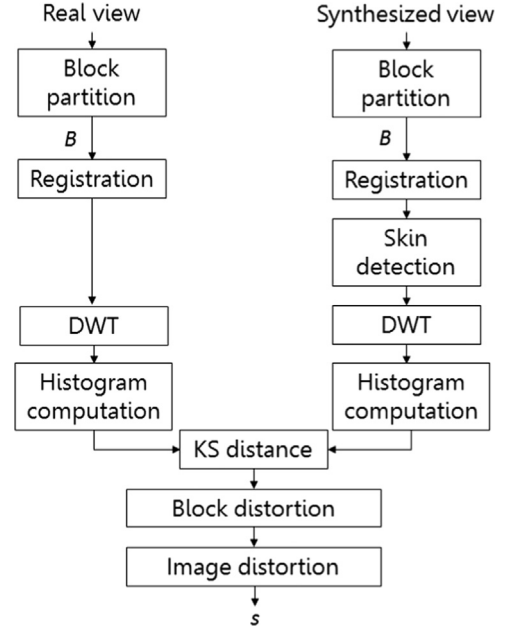 Real view
Block
partition
B
Registration
DWT
Histogram
computation
Synthesized view
Block
partition
B
Registration
Skin
detection
DWT
Histogram
computation
KS distance
Block distortion
Image distortion
s